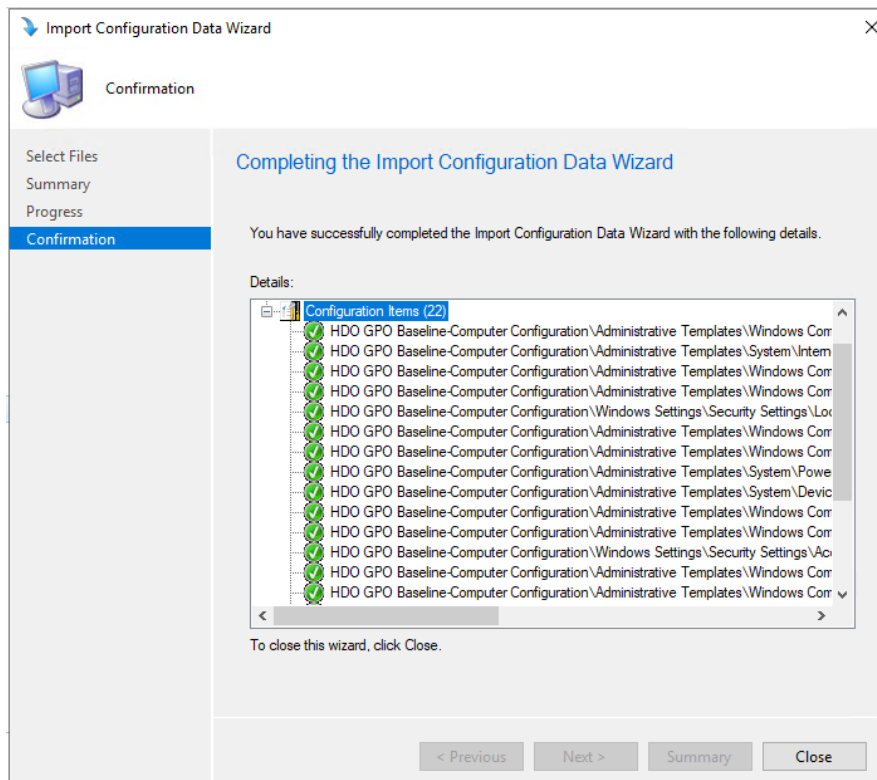 Import Configuration Data Wizard
Confirmation
Select Files
Summary
Progress
Confirmation
Completing the Import Configuration Data Wizard
You have successfully completed the Import Configuration Data Wizard with the following details.
Details:
Configuration Items (22)
HDO GPO Baseline-Computer Configuration\Administrative Templates\Windows Com
HDO GPO Baseline-Computer Configuration\Administrative Templates\System\Intern
HDO GPO Baseline-Computer Configuration\Administrative Templates\Windows Com
HDO GPO Baseline-Computer Configuration\Administrative Templates\Windows Com
HDO GPO Baseline-Computer Configuration\Windows Settings\Security Settings\Loc
HDO GPO Baseline-Computer Configuration\Administrative Templates\Windows Com
HDO GPO Baseline-Computer Configuration\Administrative Templates\Windows Com
HDO GPO Baseline-Computer Configuration\Administrative Templates\System\Powe
HDO GPO Baseline-Computer Configuration\Administrative Templates\System\Devic
HDO GPO Baseline-Computer Configuration\Administrative Templates\Windows Com
HDO GPO Baseline-Computer Configuration\Administrative Templates\Windows Com
HDO GPO Baseline-Computer Configuration\Windows Settings\Security Settings\Acc
HDO GPO Baseline-Computer Configuration\Administrative Templates\Windows Com
HDO GPO Baseline-Computer Configuration\Administrative Templates\Windows Com
To close this wizard, click Close.
< Previous Next > Summary Close